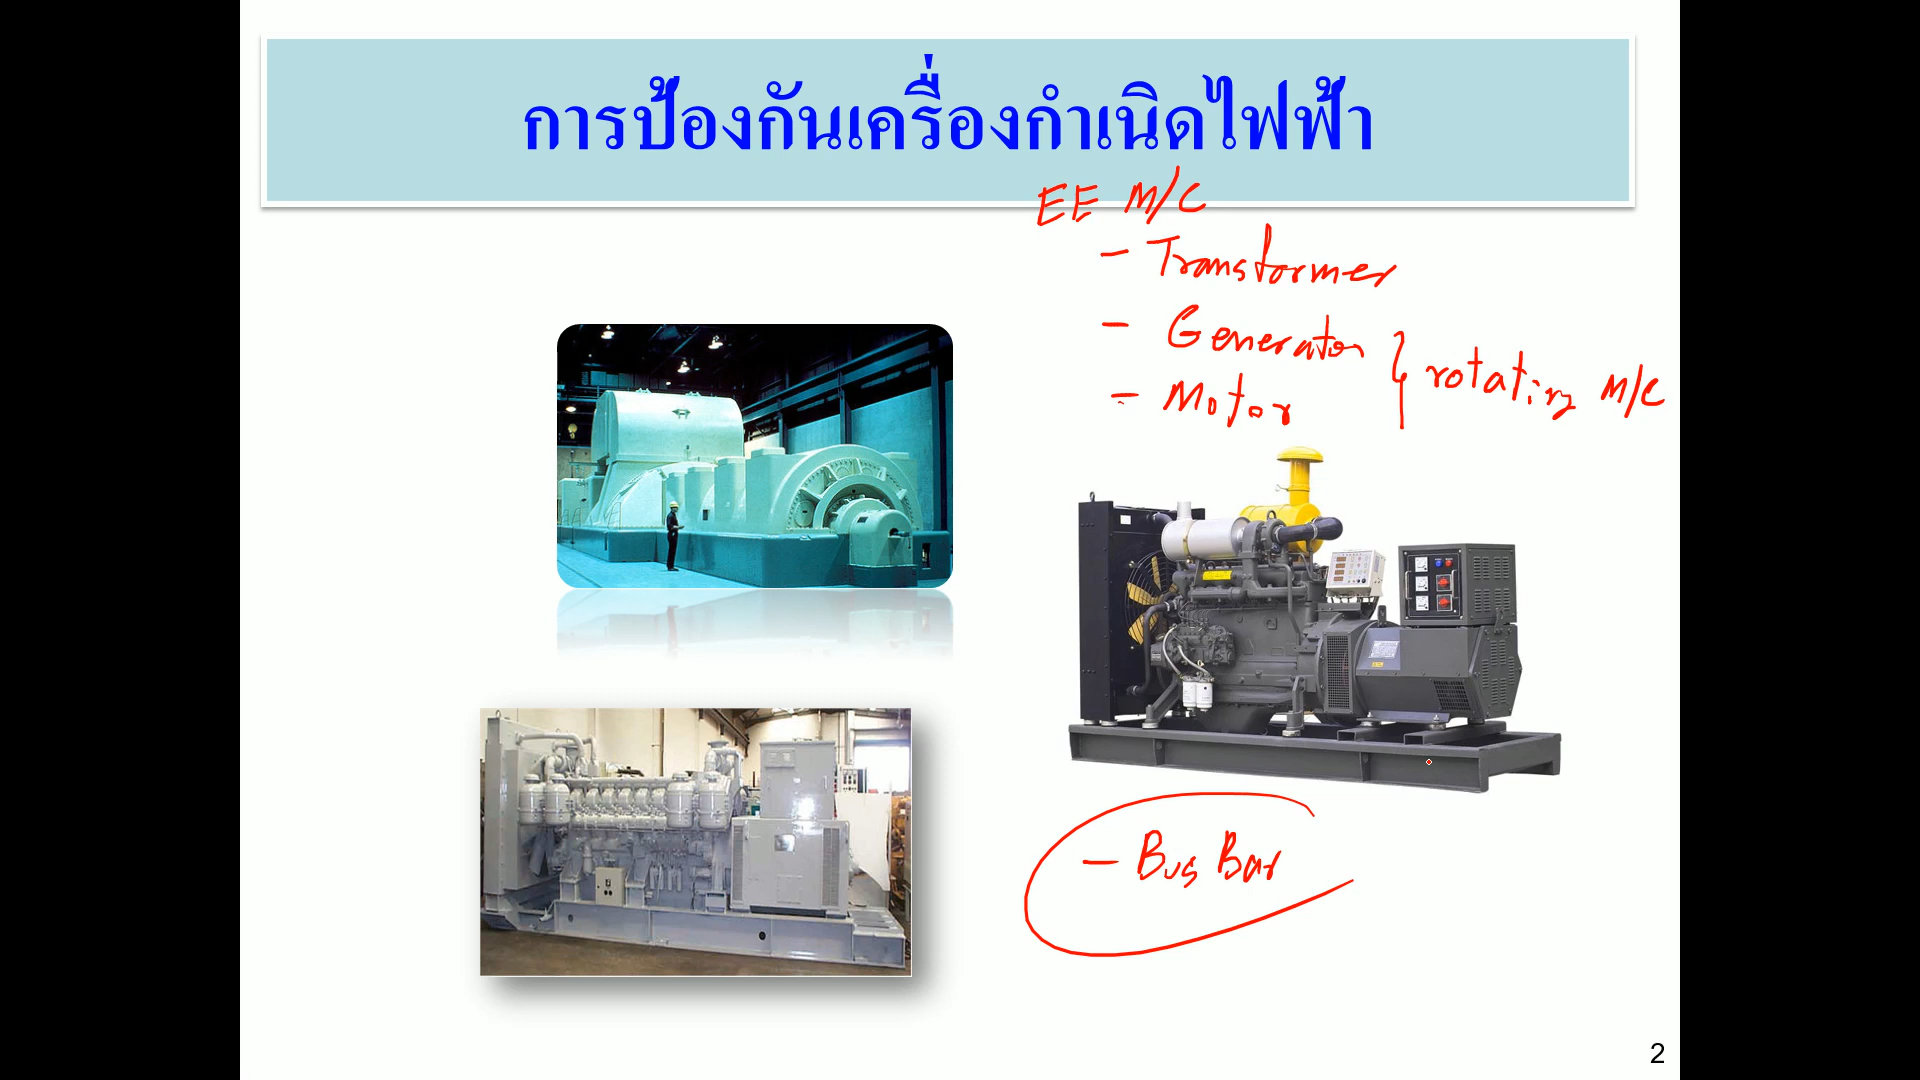 การป้องกันเครื่องกำเนิดไฟฟ้า
EE M/C
- Transformer
- Generator
- Motor
} rotating M/C
- Bus Bar
2